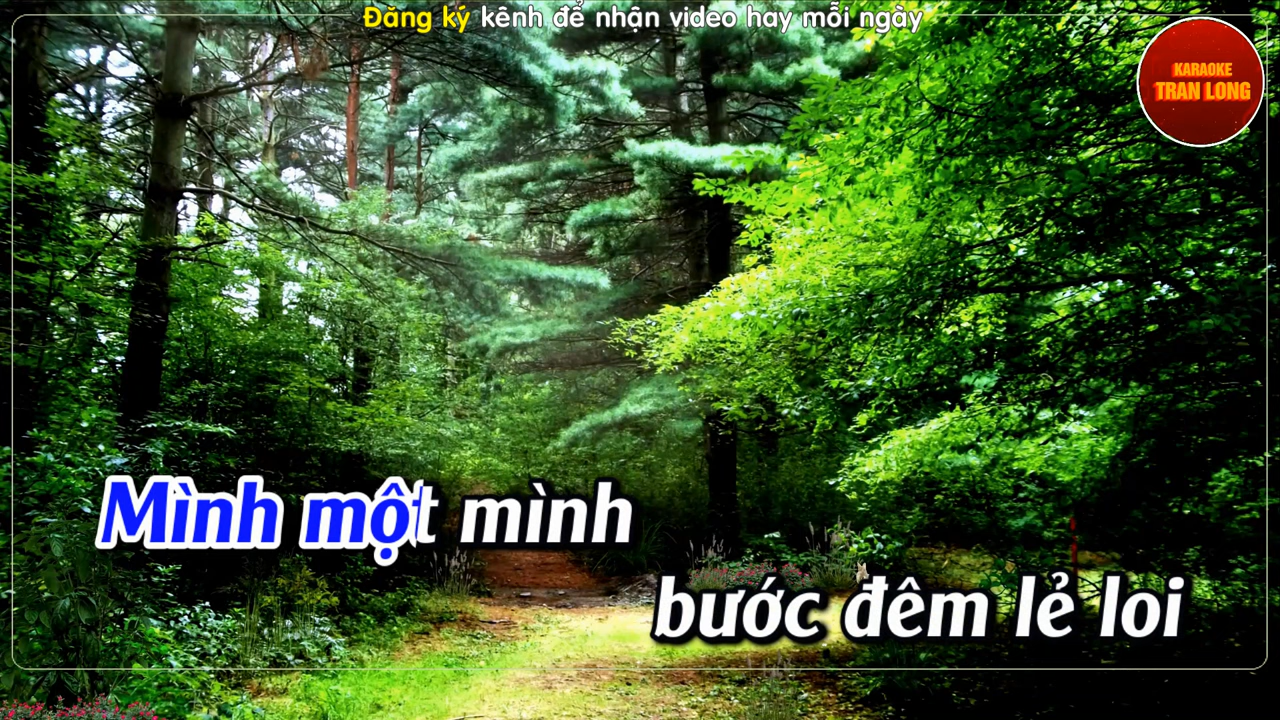 Đăng ký kênh để nhận video hay mỗi ngày
KARAOKE
TRAN LONG
Mình một mình
bước đêm lẻ loi